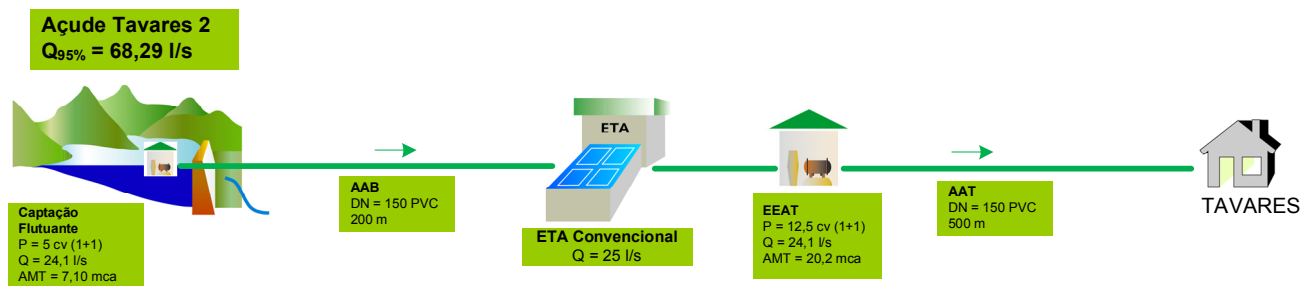 Açude Tavares 2
Q95% = 68,29 l/s
ETA
AAB
DN = 150 PVC
200 m
Captação
Flutuante
P = 5 cv (1+1)
Q = 24,1 l/s
AMT = 7,10 mca
ETA Convencional
Q = 25 l/s
EEAT
P = 12,5 cv (1+1)
Q = 24,1 l/s
AMT = 20,2 mca
AAT
DN = 150 PVC
500 m
TAVARES